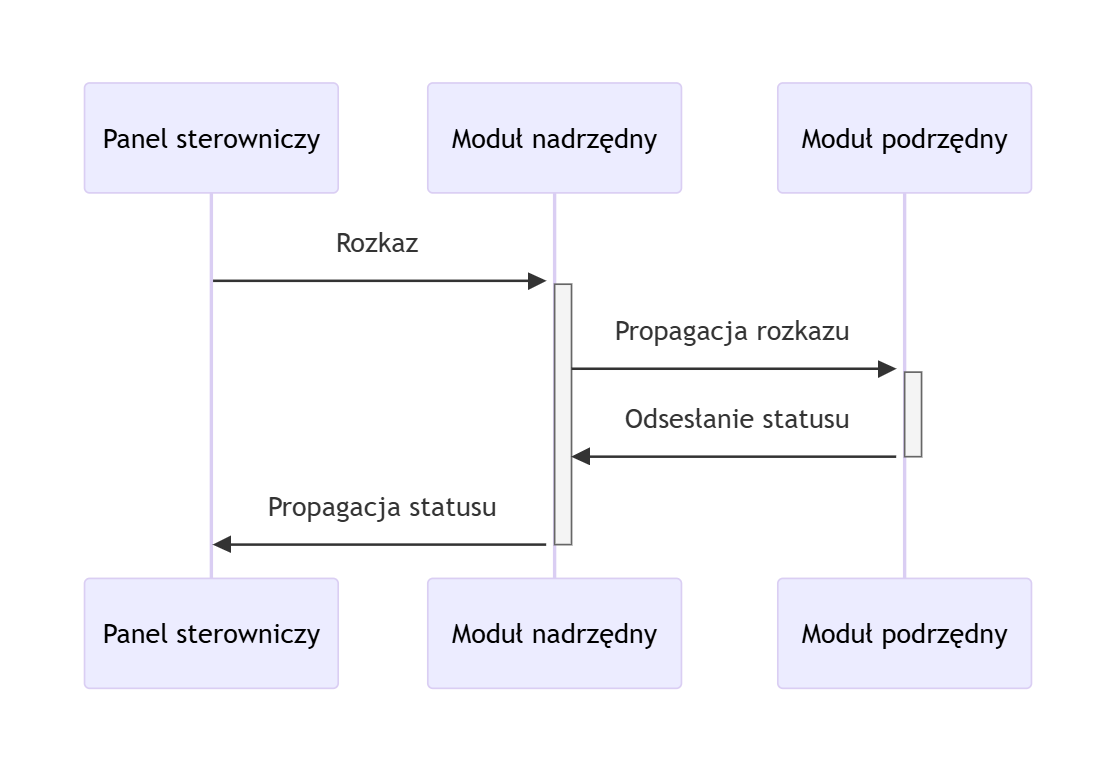 Panel sterowniczy
Moduł nadrzędny
Moduł podrzędny
Rozkaz
Propagacja rozkazu
Odsesłanie statusu
Propagacja statusu
Panel sterowniczy
Moduł nadrzędny
Moduł podrzędny